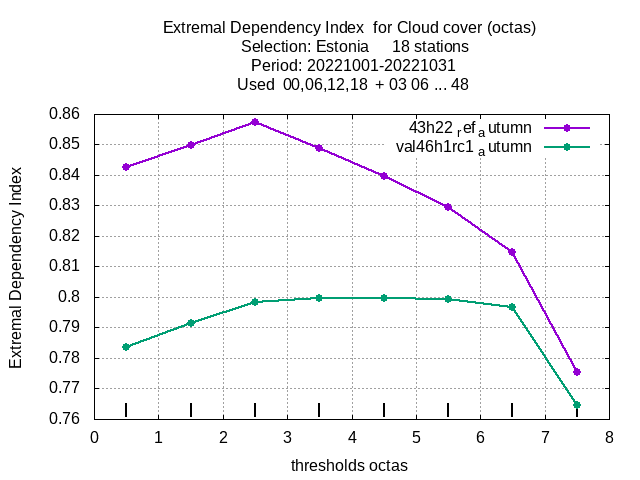 Extremal Dependency Index for Cloud cover (octas)
Selection: Estonia 18 stations
Period: 20221001-20221031
Used 00,06,12,18 + 03 06 ... 48
43h22 ref autumn
val46h1rc1 autumn
Extremal Dependency Index
0.86
0.85
0.84
0.83
0.82
0.81
0.8
0.79
0.78
0.77
0.76
0 1 2 3 4 5 6 7 8
thresholds octas